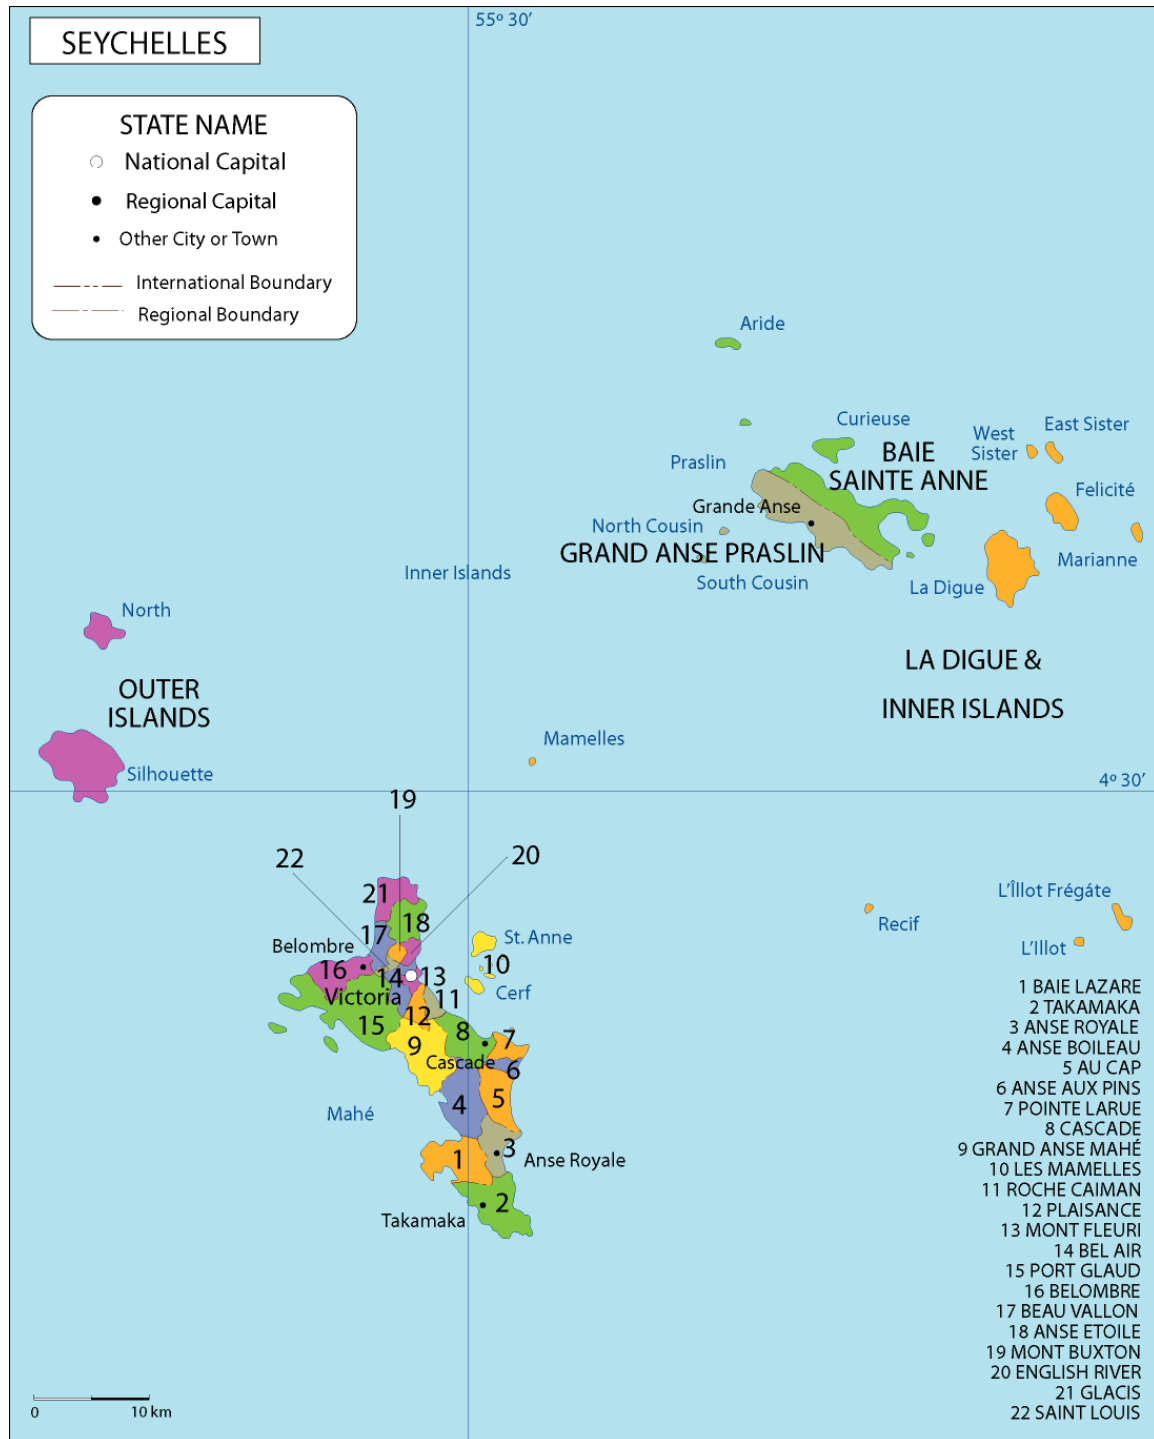 SEYCHELLES
55º 30’
STATE NAME
National Capital
Regional Capital
Other City or Town
International Boundary
Regional Boundary
Aride
Curieuse
West
Sister
East Sister
BAIE
SAINTE ANNE
Praslin
Felicité
Grande Anse
North Cousin
GRAND ANSE PRASLIN
Marianne
Inner Islands
South Cousin
La Digue
North
LA DIGUE &
INNER ISLANDS
OUTER
ISLANDS
Mamelles
Silhouette
4º 30’
19
22
20
21
18
17
L’Îllot Frégáte
Recif
St. Anne
L’Illot
Belombre
16
14
13
10
Cerf
Victoria
11
15
12
9
8
7
Cascade
6
4
5
Mahé
3
1
Anse Royale
2
Takamaka
1 BAIE LAZARE
2 TAKAMAKA
3 ANSE ROYALE
4 ANSE BOILEAU
5 AU CAP
6 ANSE AUX PINS
7 POINTE LARUE
8 CASCADE
9 GRAND ANSE MAHÉ
10 LES MAMELLES
11 ROCHE CAIMAN
12 PLAISANCE
13 MONT FLEURI
14 BEL AIR
15 PORT GLAUD
16 BELOMBRE
17 BEAU VALLON
18 ANSE ETOILE
19 MONT BUXTON
20 ENGLISH RIVER
21 GLACIS
22 SAINT LOUIS
0 10 km